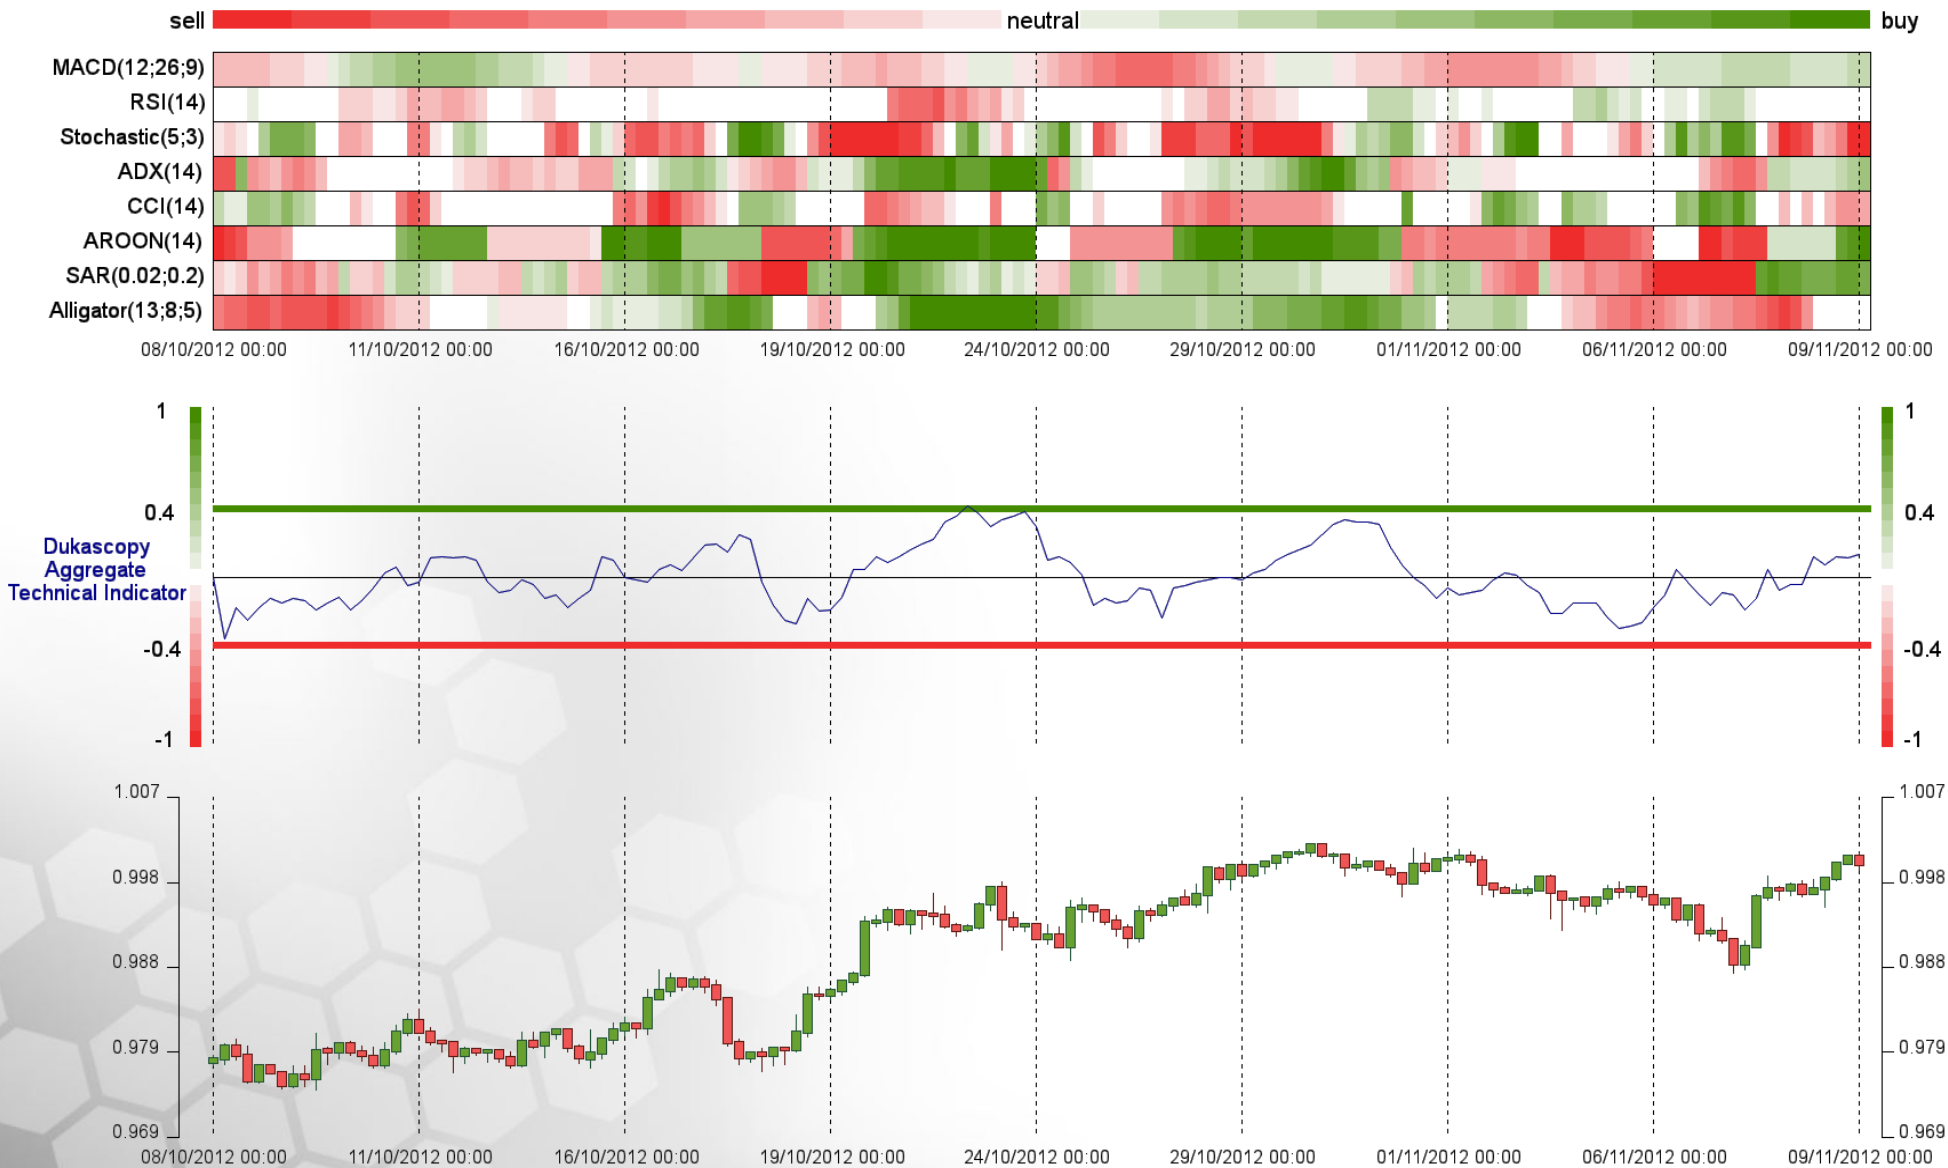 sell neutral buy
MACD(12;26;9)
RSI(14)
Stochastic(5;3)
ADX(14)
CCI(14)
AROON(14)
SAR(0.02;0.2)
Alligator(13;8;5)
08/10/2012 00:00 11/10/2012 00:00 16/10/2012 00:00 19/10/2012 00:00 24/10/2012 00:00 29/10/2012 00:00 01/11/2012 00:00 06/11/2012 00:00 09/11/2012 00:00
1 1
0.4 0.4
Dukascopy
Aggregate
Technical Indicator
-0.4 -0.4
-1 -1
1.007 1.007
0.998 0.998
0.988 0.988
0.979 0.979
0.969 0.969
08/10/2012 00:00 11/10/2012 00:00 16/10/2012 00:00 19/10/2012 00:00 24/10/2012 00:00 29/10/2012 00:00 01/11/2012 00:00 06/11/2012 00:00 09/11/2012 00:00